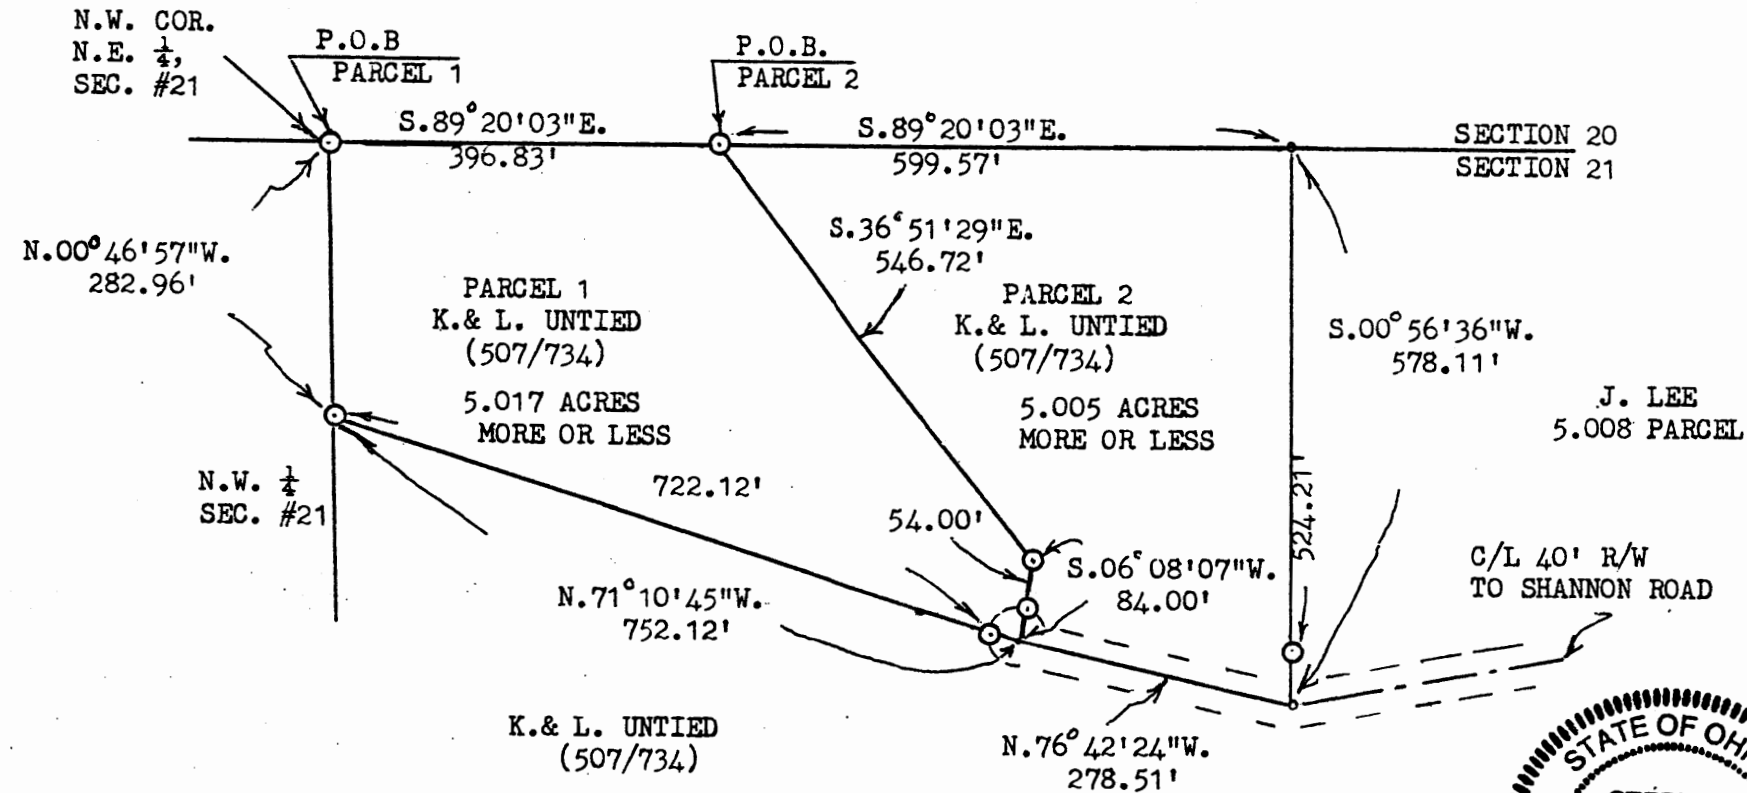 N.W. COR.
N.E. 1/4,
SEC. #21
P.O.B
PARCEL 1
P.O.B.
PARCEL 2
S.89°20'03"E.
396.83'
S.89°20'03"E.
599.57'
SECTION 20
SECTION 21
N.00°46'57"W.
282.96'
S.36°51'29"E.
546.72'
PARCEL 1
K.& L. UNTIED
(507/734)
5.017 ACRES
MORE OR LESS
PARCEL 2
K.& L. UNTIED
(507/734)
5.005 ACRES
MORE OR LESS
S.00°56'36"W.
578.11'
J. LEE
5.008 PARCEL
N.W. 1/4
SEC. #21
722.12'
54.00'
524.21'
S.06°08'07"W.
84.00'
C/L 40' R/W
TO SHANNON ROAD
N.71°10'45"W.
752.12'
K.& L. UNTIED
(507/734)
N.76°42'24"W.
278.51'
STATE OF OH